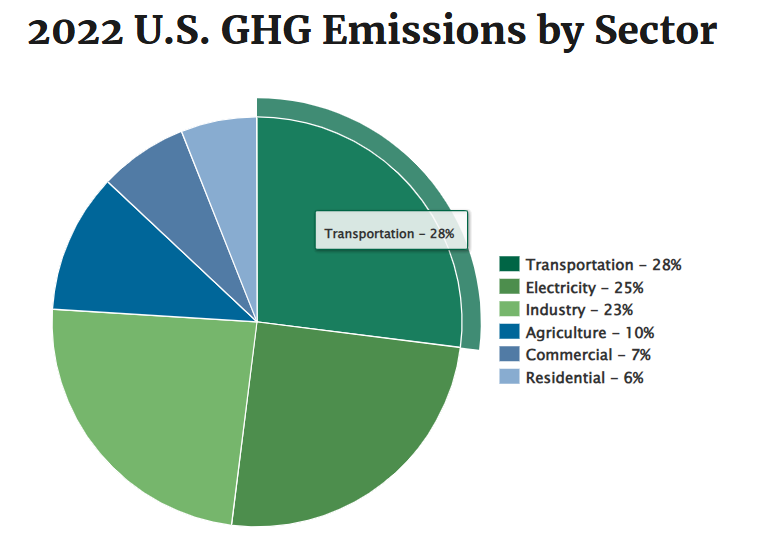 2022 U.S. GHG Emissions by Sector
Transportation – 28%
Transportation – 28%
Electricity – 25%
Industry – 23%
Agriculture – 10%
Commercial – 7%
Residential – 6%